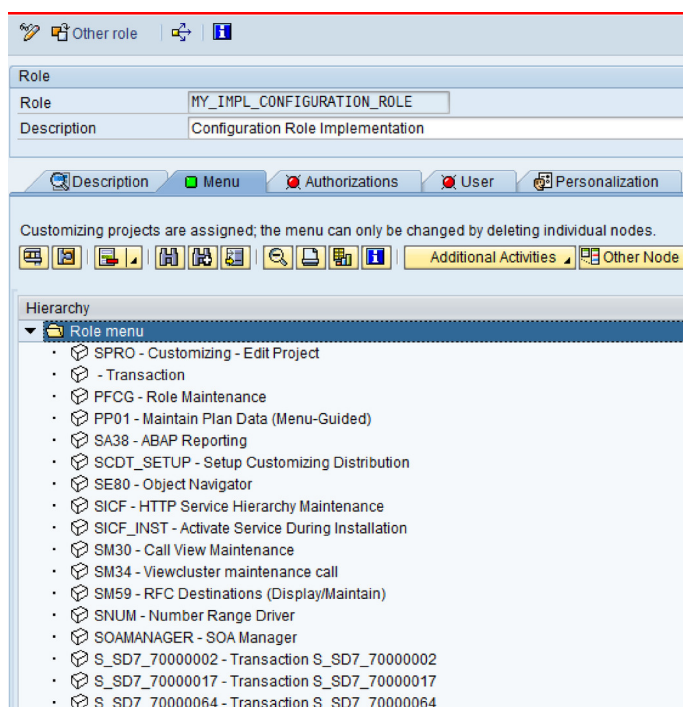 Other role
Role
Role MY_IMPL_CONFIGURATION_ROLE
Description Configuration Role Implementation
Description Menu Authorizations User Personalization
Customizing projects are assigned; the menu can only be changed by deleting individual nodes.
Additional Activities Other Node
Hierarchy
Role menu
SPRO - Customizing - Edit Project
- Transaction
PFCG - Role Maintenance
PP01 - Maintain Plan Data (Menu-Guided)
SA38 - ABAP Reporting
SCDT_SETUP - Setup Customizing Distribution
SE80 - Object Navigator
SICF - HTTP Service Hierarchy Maintenance
SICF_INST - Activate Service During Installation
SM30 - Call View Maintenance
SM34 - Viewcluster maintenance call
SM59 - RFC Destinations (Display/Maintain)
SNUM - Number Range Driver
SOAMANAGER - SOA Manager
S_SD7_70000002 - Transaction S_SD7_70000002
S_SD7_70000017 - Transaction S_SD7_70000017
S_SD7_70000064 - Transaction S_SD7_70000064